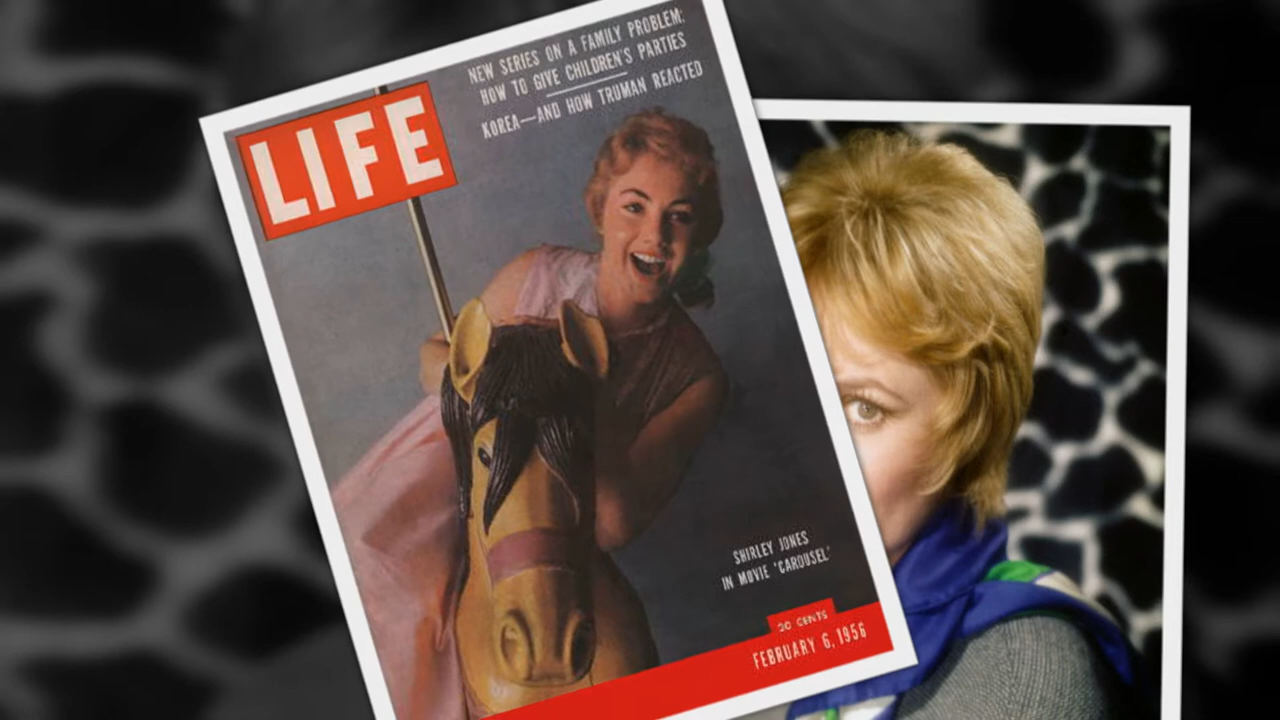 NEW SERIES ON A FAMILY PROBLEM:
HOW TO GIVE CHILDREN'S PARTIES
KOREA—AND HOW TRUMAN REACTED
LIFE
SHIRLEY JONES
IN MOVIE 'CAROUSEL'
20 CENTS
FEBRUARY 6, 1956